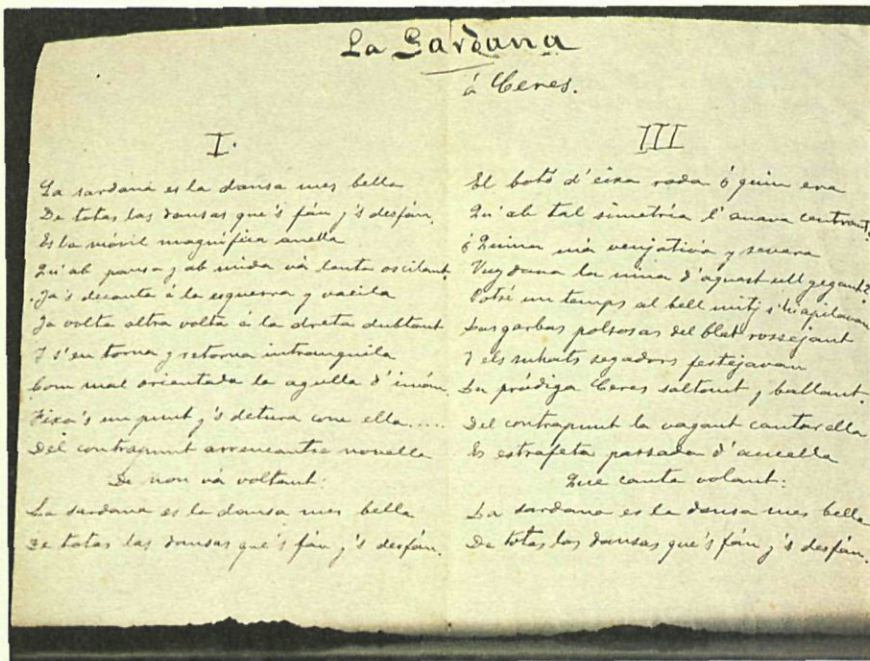 La Sardana
á Ceres.
I.
La sardana es la dansa mes bella
De totas las dansas que's fán y's desfán.
Es la móvil magnífica anella
Qu'ab pausa y ab mida vá lenta oscilant.
Ja's decanta á la esquerra y vacila
Ja volta altra volta á la dreta dubtant
Y s'en torna y retorna intranquila
Com mal orientada la agulla d'imán.
Fixa's un punt y's detura com ella....
Del contrapunt arrencantse novella
De nou vá voltant:
La sardana es la dansa mes bella
De totas las dansas que's fán y's desfán.
III
El botó d'eixa roda ó quin era
Qu'ab tal simetría l'anava centrant?
ó Quina má venjativa y severa
Vuydana la nina d'aquest ull gegant?
Potsé un temps al bell mitj s'hi apilavan
Las garbas polsosas del blat rossejant
Y els suhats segadors festejavan
La pródiga Ceres saltant y ballant.
Del contrapunt la vagant cantarella
Es estrafeta passada d'aucella
Que canta volant:
La sardana es la dansa mes bella
De totas las dansas que's fán y's desfán.